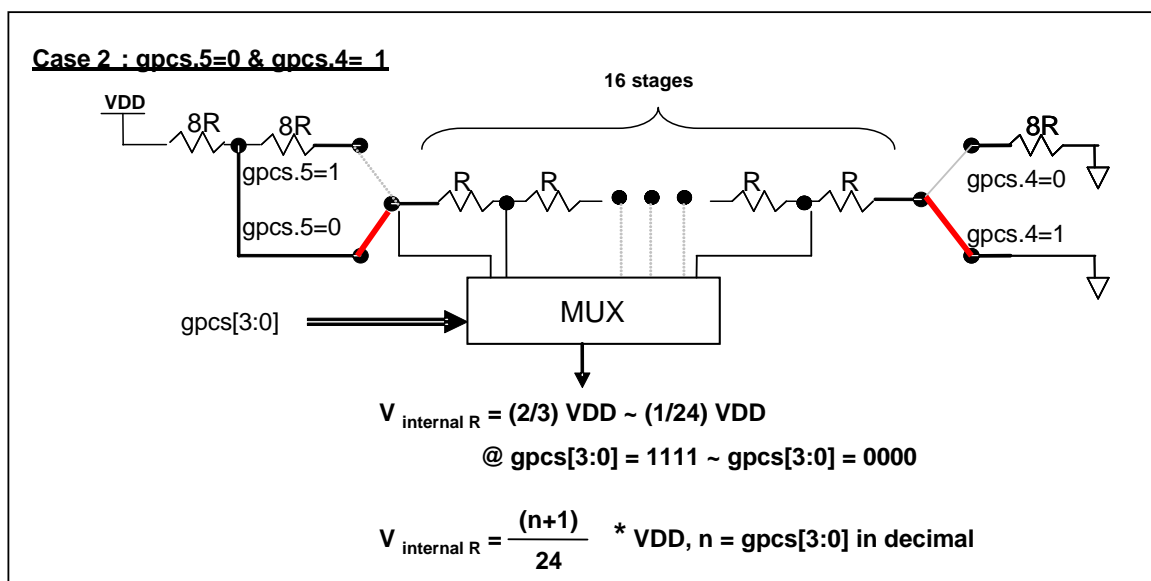 Case 2 : gpcs.5=0 & gpcs.4= 1
16 stages
VDD
8R 8R 8R
gpcs.5=1
R R R R
gpcs.4=0
gpcs.5=0
gpcs.4=1
MUX
gpcs[3:0]
V internal R = (2/3) VDD ~ (1/24) VDD
@ gpcs[3:0] = 1111 ~ gpcs[3:0] = 0000
V internal R = (n+1) / 24 * VDD, n = gpcs[3:0] in decimal